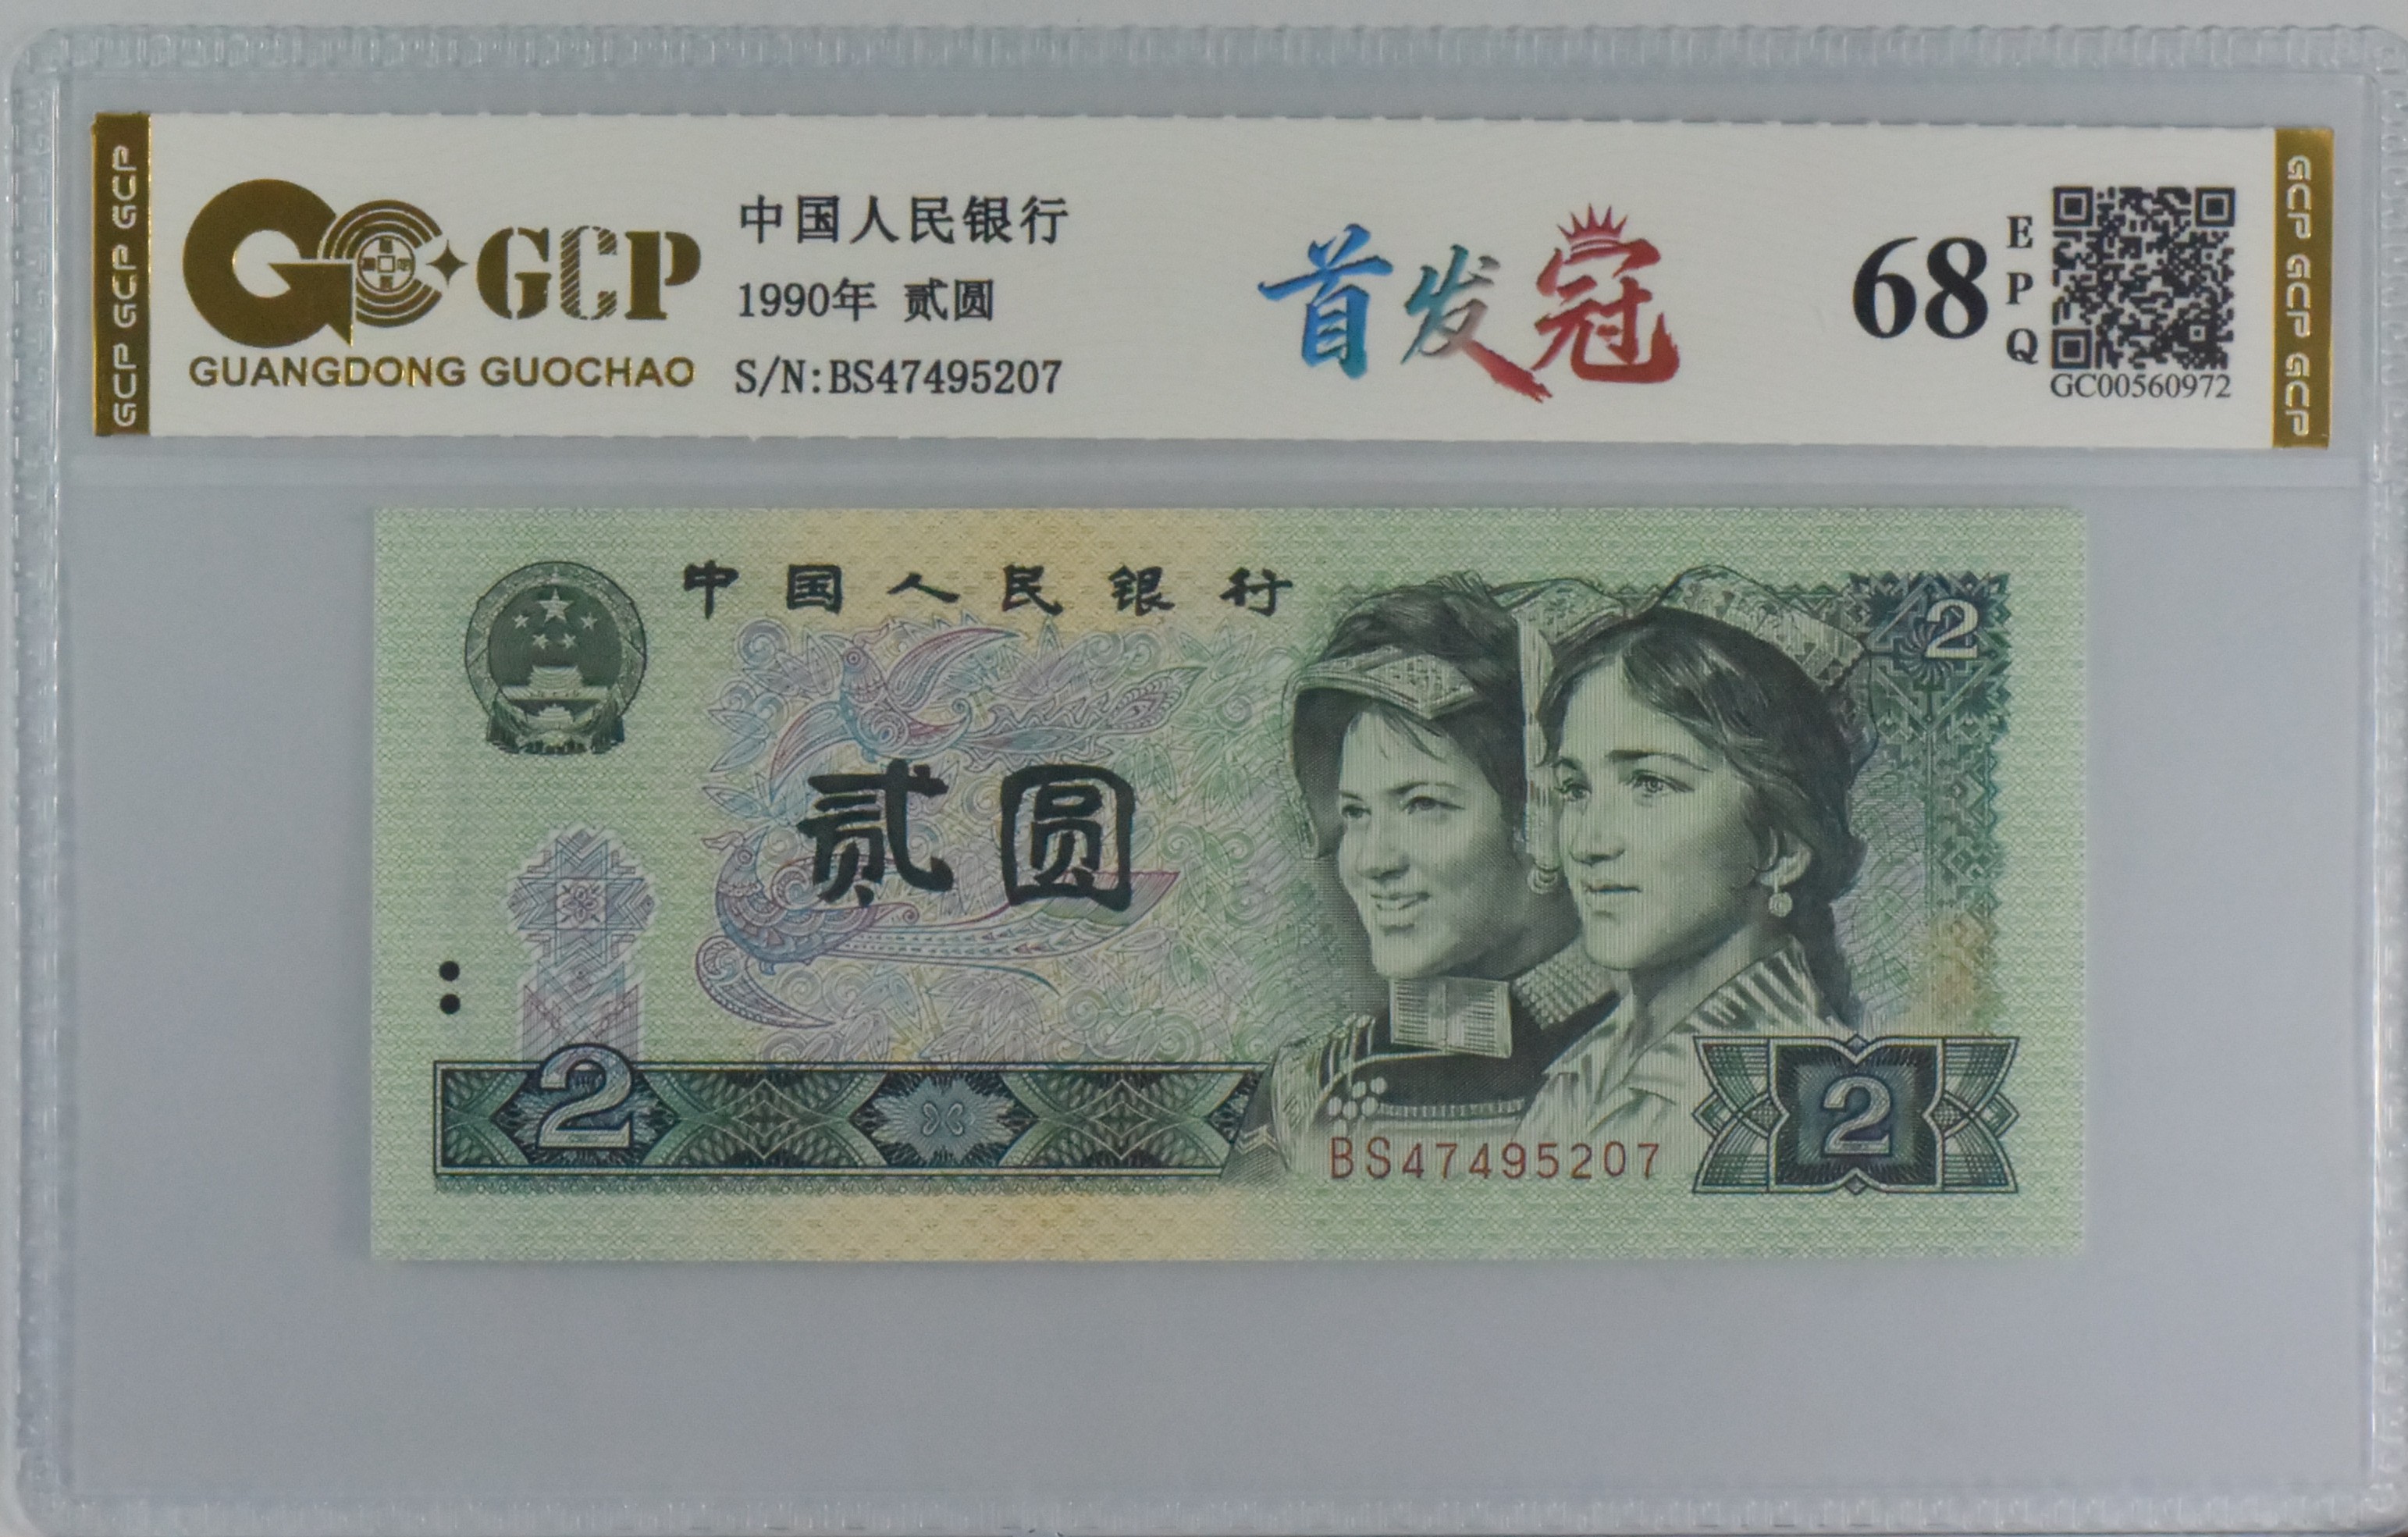 GCP GCP GCP
GCP
GUANGDONG GUOCHAO
中国人民银行
1990年 贰圆
S/N:BS47495207
首发冠
68
EPQ
GC00560972
GCP GCP GCP
中国人民银行
2
贰圆
2
BS47495207
2